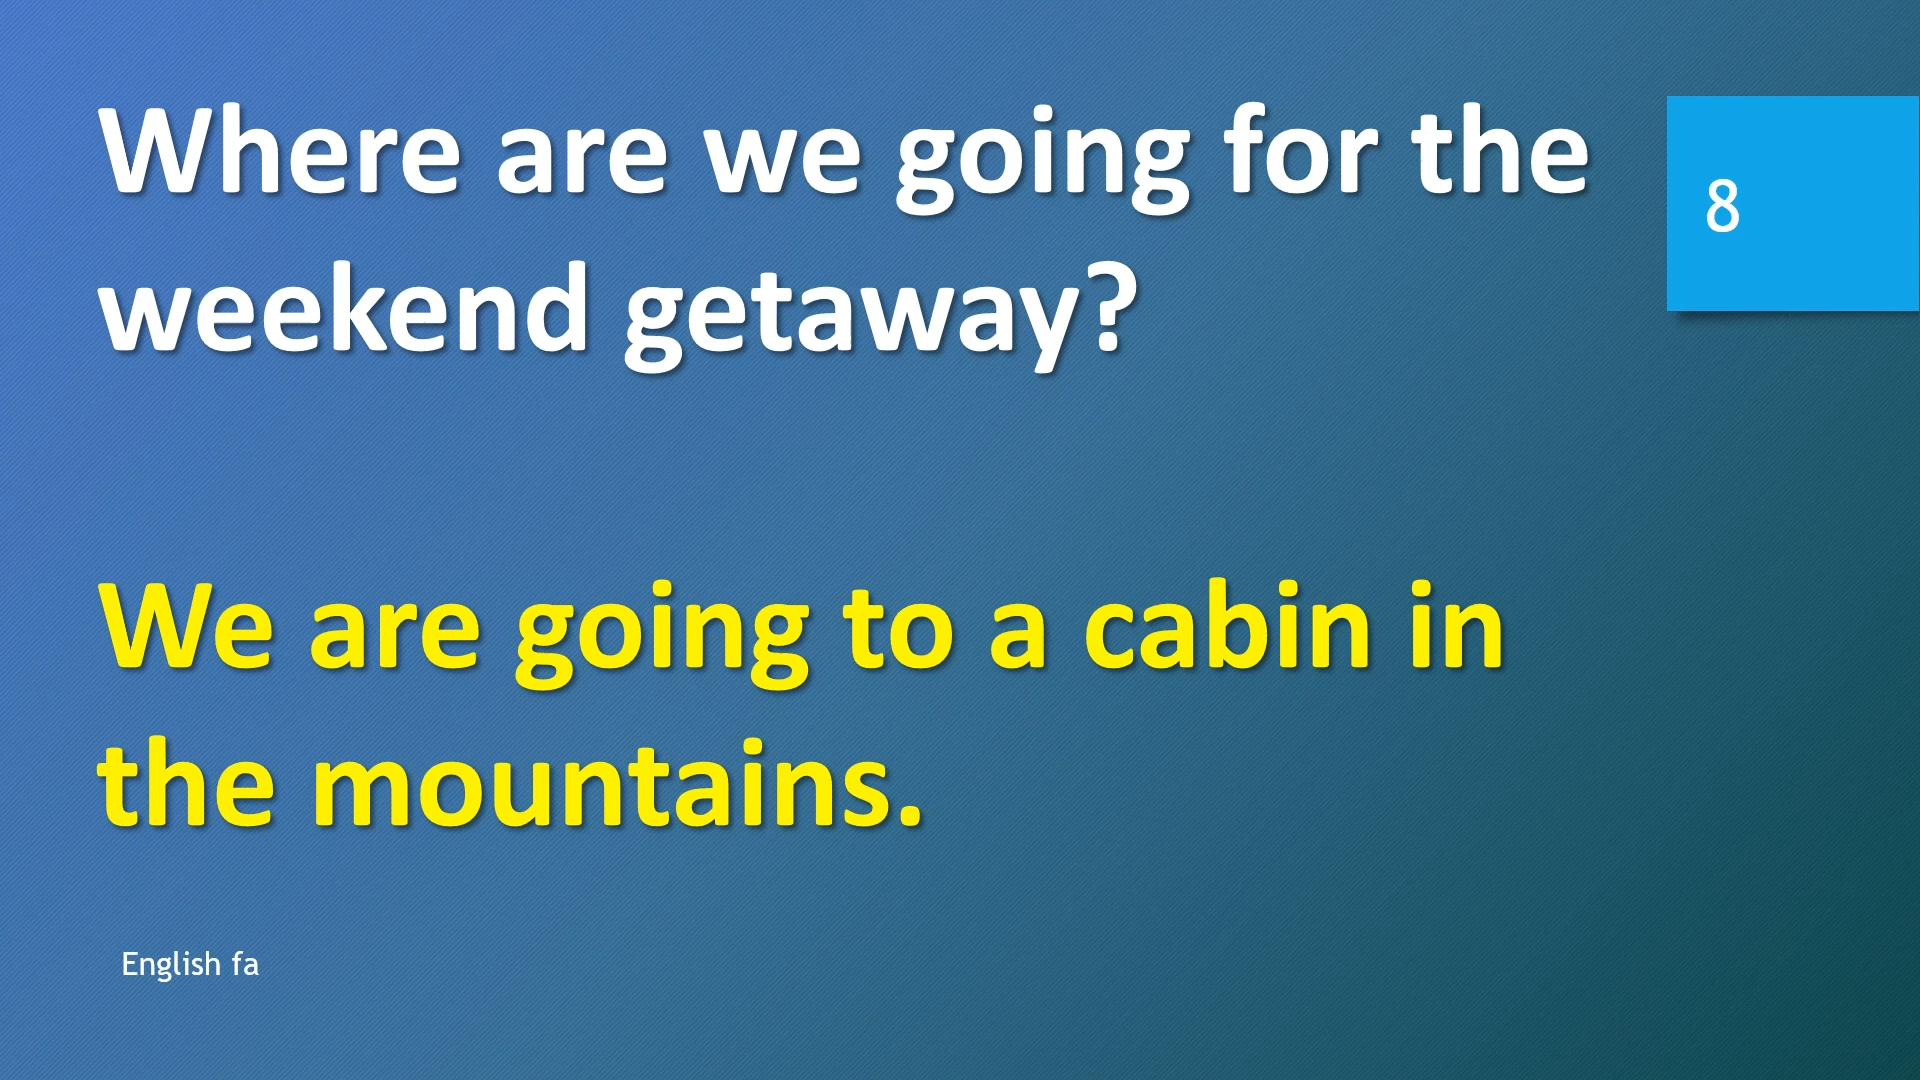 Where are we going for the
8
weekend getaway?
We are going to a cabin in
the mountains.
English fa